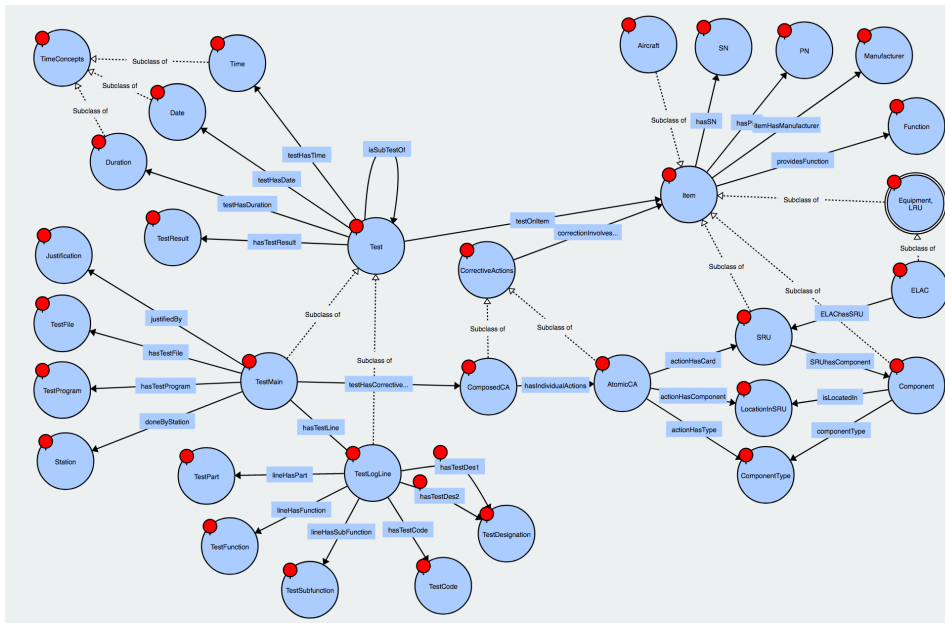 Aircraft
SN
PN
Manufacturer
TimeConcepts
Subclass of
Time
Subclass of
Date
Subclass of
Duration
Subclass of
hasSN
hasP
itemHasManufacturer
Function
testHasTime
isSubTestOf
testHasDate
providesFunction
Item
Subclass of
Equipment,
LRU
testHasDuration
TestResult
hasTestResult
Test
testOnItem
correctionInvolves...
Subclass of
Justification
CorrectiveActions
Subclass of
ELAC
Subclass of
justifiedBy
Subclass of
Subclass of
Subclass of
ELAChasSRU
TestFile
hasTestFile
Subclass of
SRU
actionHasCard
SRUhasComponent
TestProgram
hasTestProgram
TestMain
testHasCorrective...
ComposedCA
hasIndividualActions
AtomicCA
Component
actionHasComponent
LocationInSRU
isLocatedIn
doneByStation
hasTestLine
actionHasType
componentType
Station
TestPart
lineHasPart
TestLogLine
hasTestDes1
ComponentType
hasTestDes2
lineHasFunction
lineHasSubFunction
hasTestCode
TestDesignation
TestFunction
TestSubfunction
TestCode